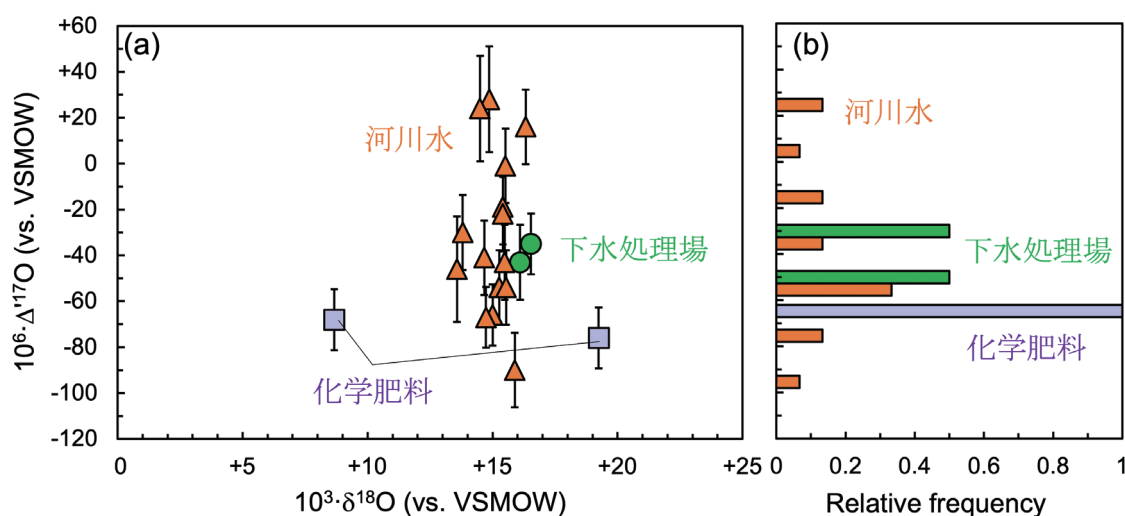 (a)
(b)
10⁶·Δ'¹⁷O (vs. VSMOW)
+60
+40
+20
0
-20
-40
-60
-80
-100
-120
河川水
下水処理場
化学肥料
0
+5
+10
+15
+20
+25
10³·δ¹⁸O (vs. VSMOW)
河川水
下水処理場
化学肥料
0
0.2
0.4
0.6
0.8
1
Relative frequency